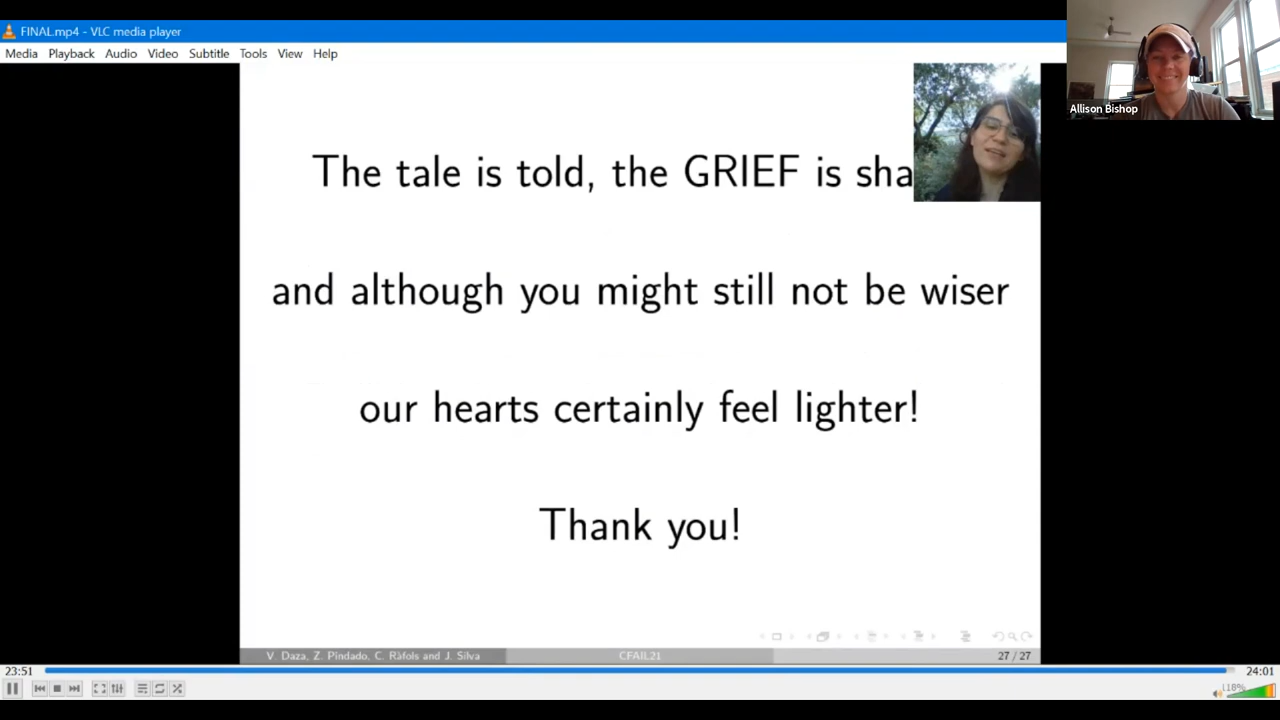 FINAL.mp4 - VLC media player
Media Playback Audio Video Subtitle Tools View Help
Allison Bishop
The tale is told, the GRIEF is sha
and although you might still not be wiser
our hearts certainly feel lighter!
Thank you!
V. Daza, Z. Pindado, C. Ràfols and J. Silva CFAIL21 27 / 27
23:51 24:01
118%